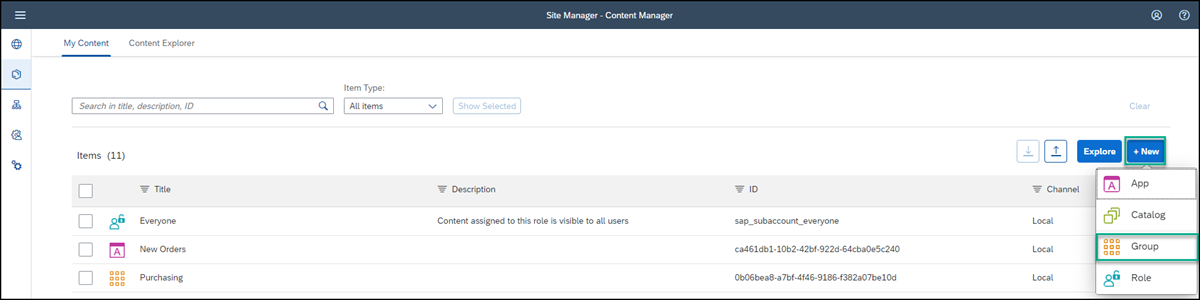 Site Manager - Content Manager
My Content Content Explorer
Item Type:
Search in title, description, ID All items Show Selected Clear
Items (11) Explore + New
Title Description ID Channel
A App
Catalog
Group
Role
Everyone Content assigned to this role is visible to all users sap_subaccount_everyone Local
A New Orders ca461db1-10b2-42bf-922d-64cba0e5c240 Local
Purchasing 0b06bea8-a7bf-4f46-9186-f382a07be10d Local